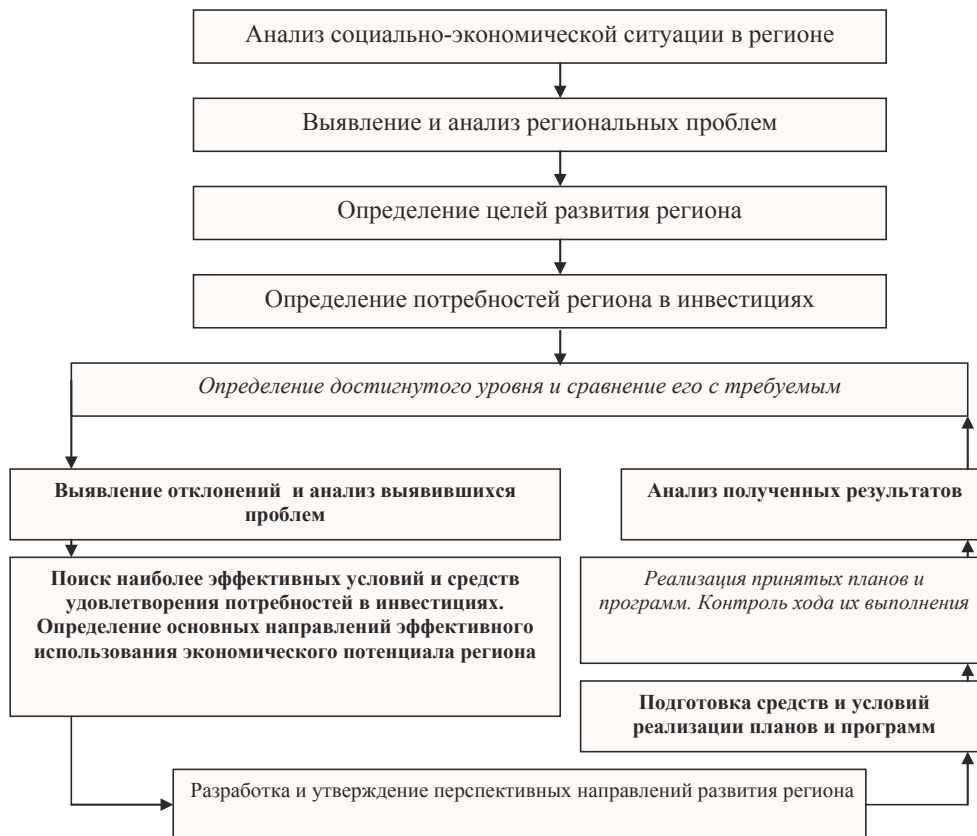 Анализ социально-экономической ситуации в регионе
Выявление и анализ региональных проблем
Определение целей развития региона
Определение потребностей региона в инвестициях
Определение достигнутого уровня и сравнение его с требуемым
Выявление отклонений и анализ выявившихся
проблем
Поиск наиболее эффективных условий и средств
удовлетворения потребностей в инвестициях.
Определение основных направлений эффективного
использования экономического потенциала региона
Разработка и утверждение перспективных направлений развития региона
Подготовка средств и условий
реализации планов и программ
Реализация принятых планов и
программ. Контроль хода их выполнения
Анализ полученных результатов